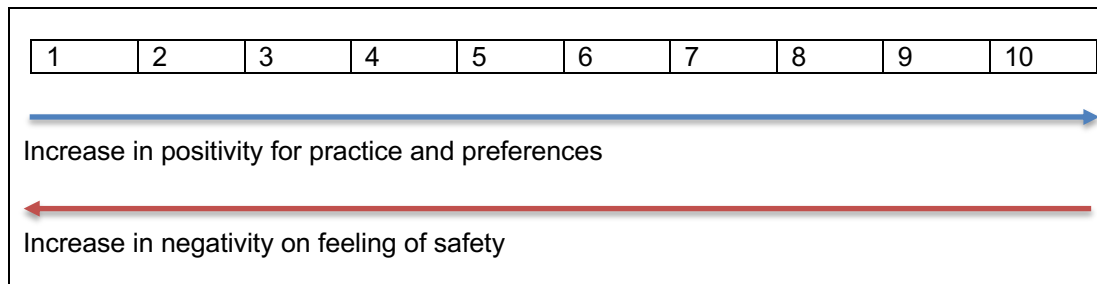 1 2 3 4 5 6 7 8 9 10
Increase in positivity for practice and preferences
Increase in negativity on feeling of safety